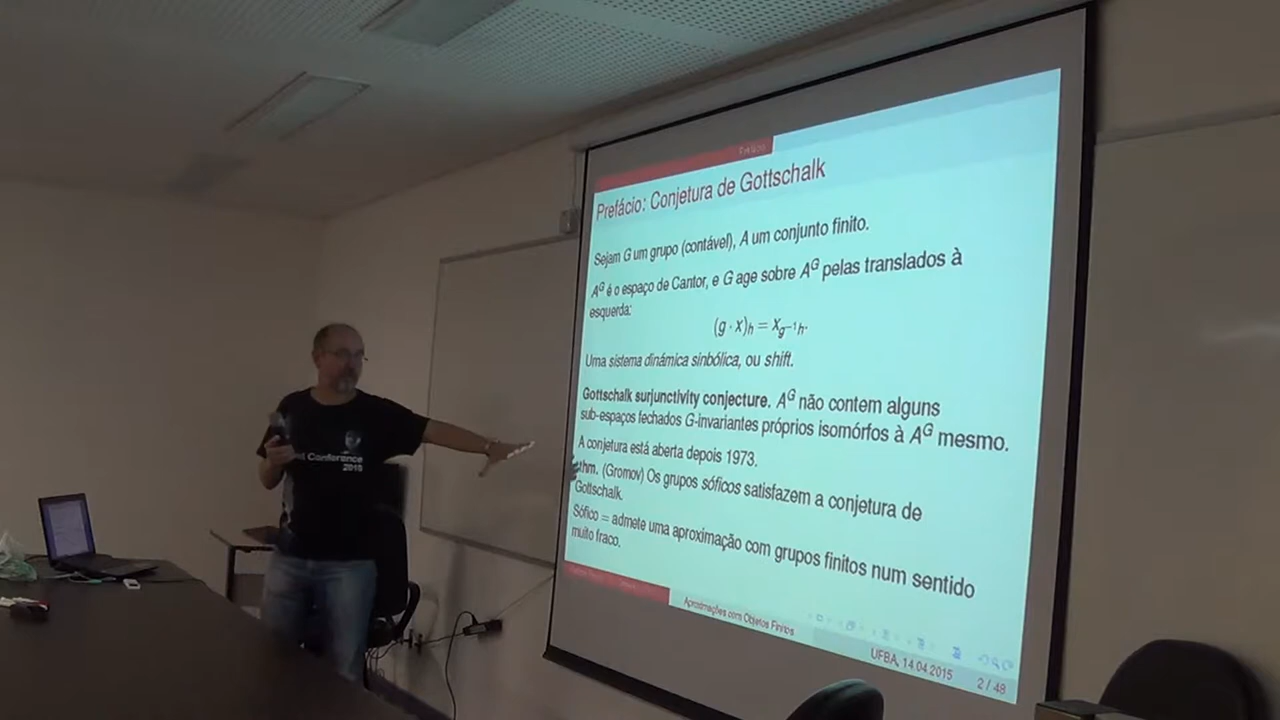 Prefácio
Prefácio: Conjetura de Gottschalk
Sejam G um grupo (contável), A um conjunto finito.
A^G é o espaço de Cantor, e G age sobre A^G pelas translados à
esquerda:
(g · x)_h = x_{g^{-1}h}.
Uma sistema dinámica sinbólica, ou shift.
Gottschalk surjunctivity conjecture. A^G não contem alguns
sub-espaços fechados G-invariantes próprios isomórfos à A^G mesmo.
A conjetura está aberta depois 1973.
thm. (Gromov) Os grupos sóficos satisfazem a conjetura de
Gottschalk.
Sófico = admete uma aproximação com grupos finitos num sentido
muito fraco.
Aproximações com Objetos Finitos
UFBA, 14.04.2015
2 / 48
Conference